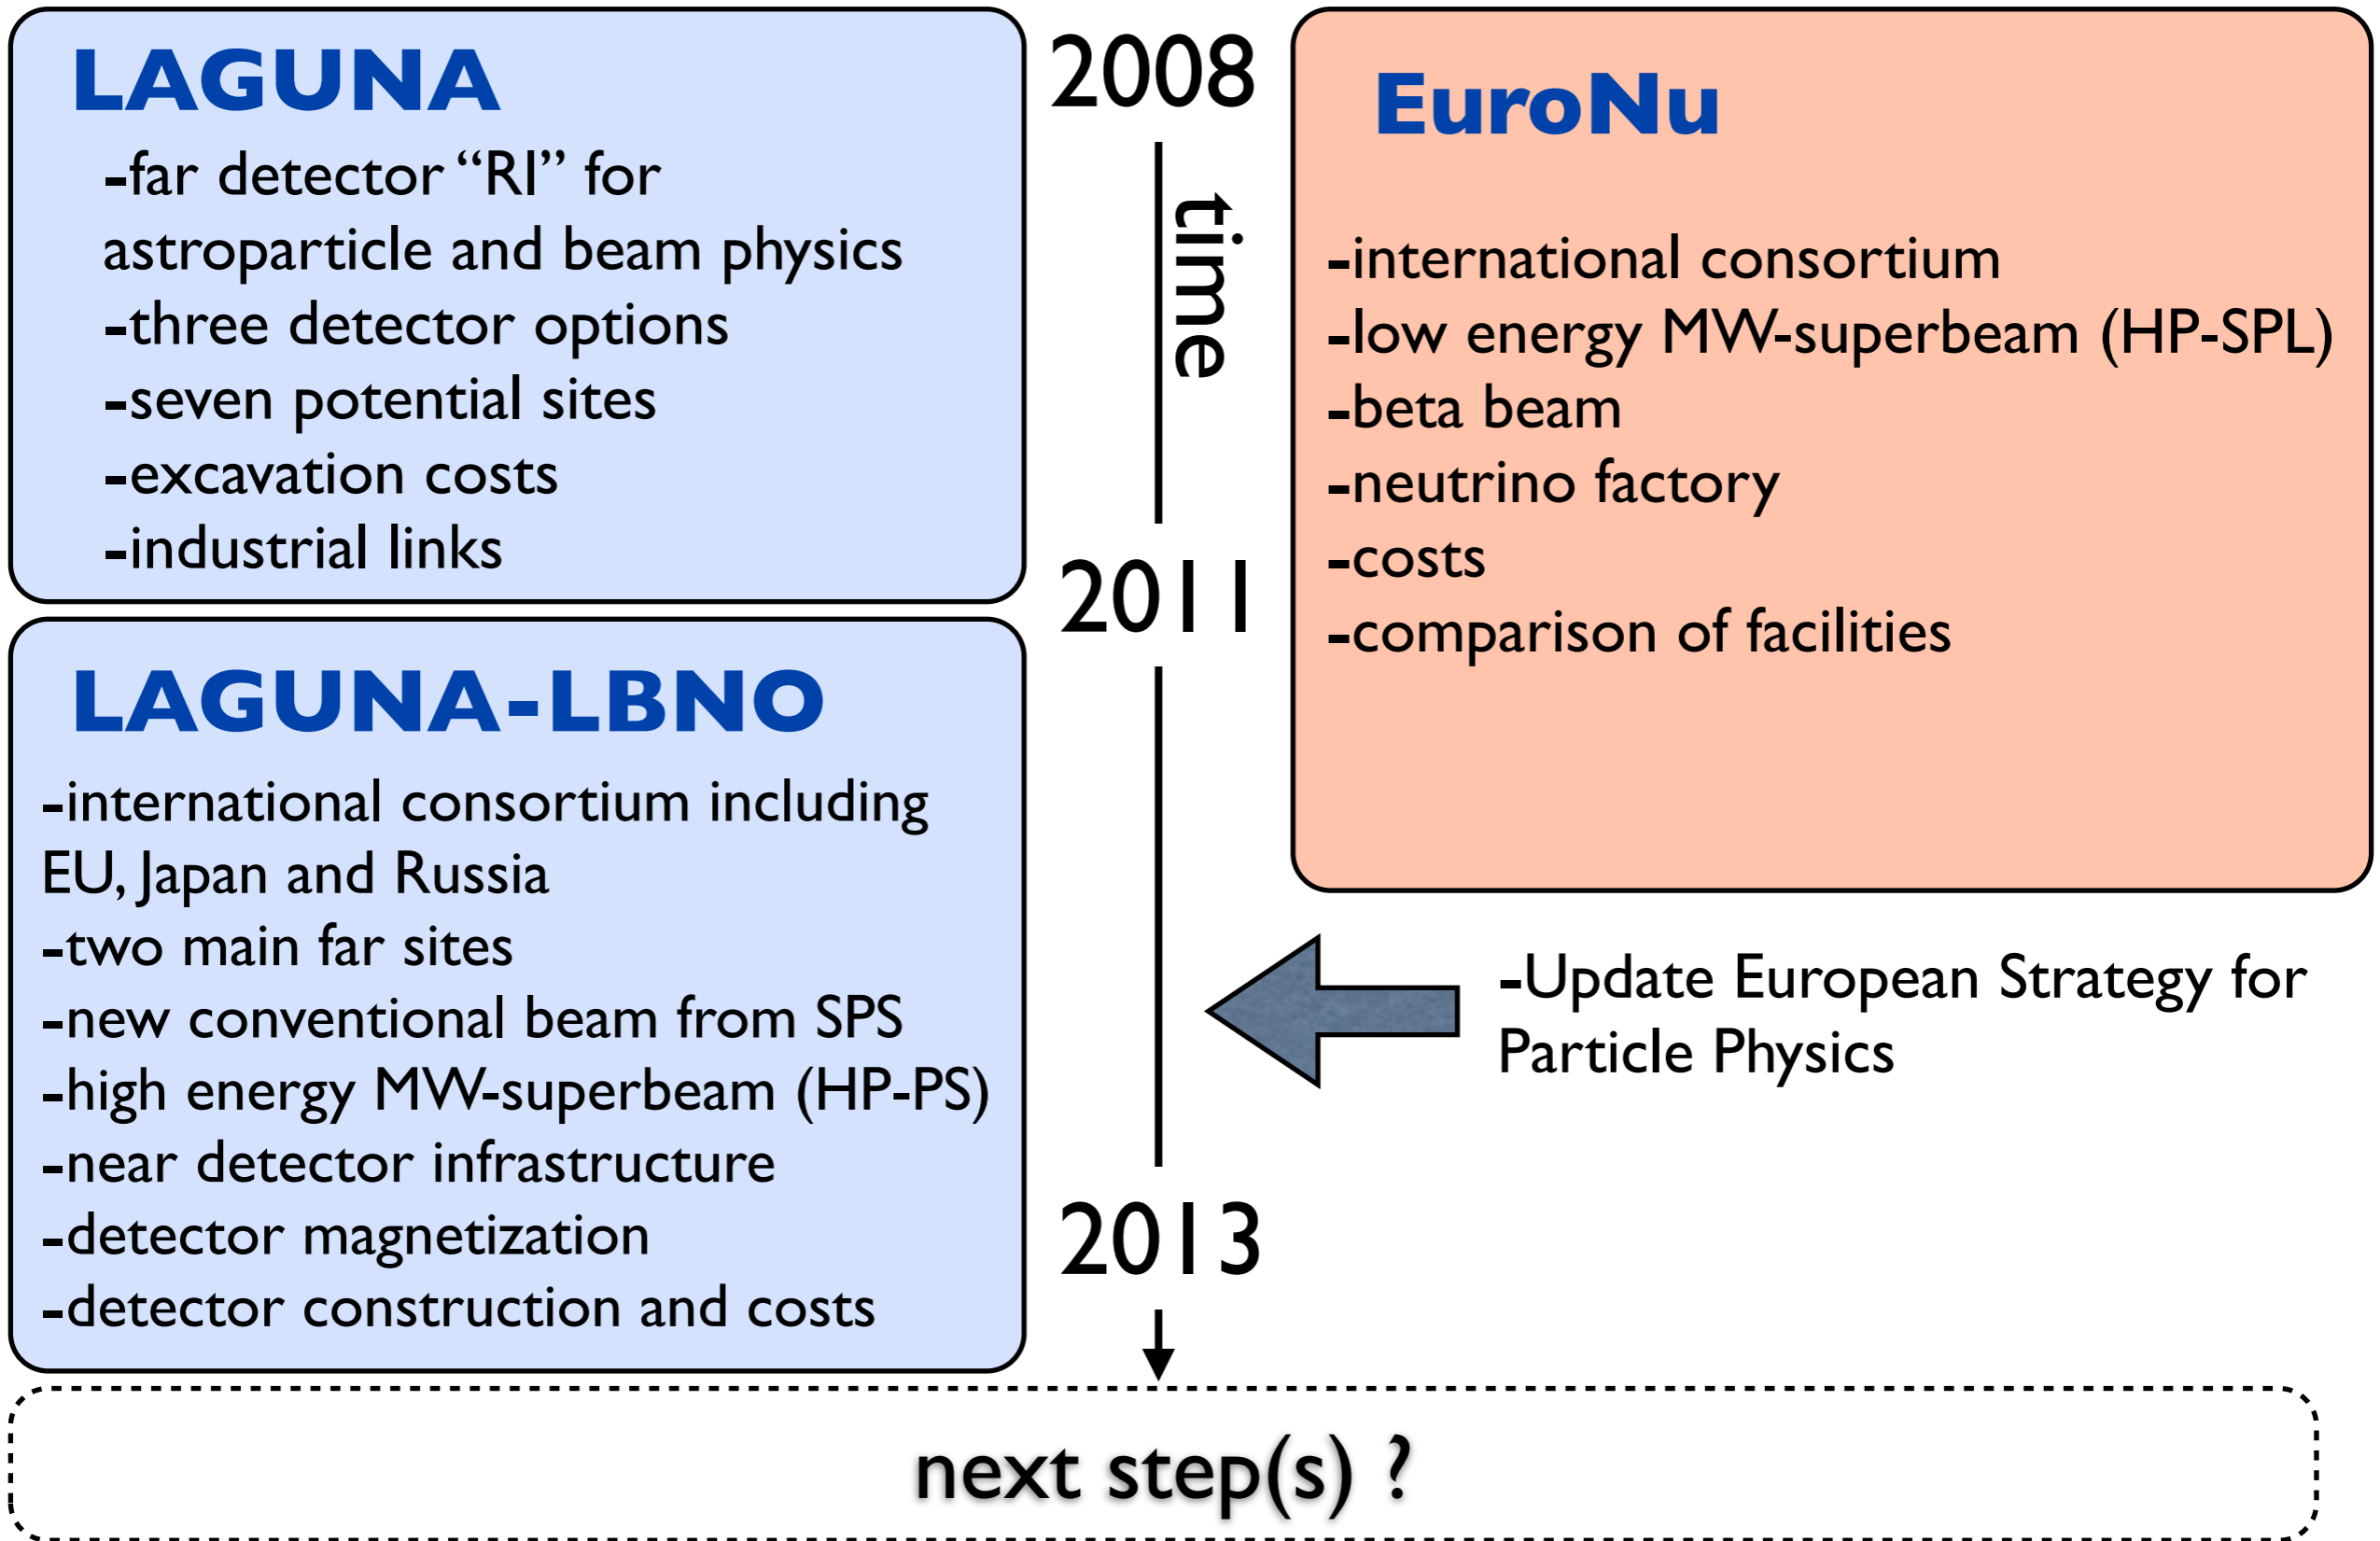 LAGUNA
-far detector “RI” for
astroparticle and beam physics
-three detector options
-seven potential sites
-excavation costs
-industrial links
LAGUNA-LBNO
-international consortium including
EU, Japan and Russia
-two main far sites
-new conventional beam from SPS
-high energy MW-superbeam (HP-PS)
-near detector infrastructure
-detector magnetization
-detector construction and costs
2008
time
2011
2013
EuroNu
-international consortium
-low energy MW-superbeam (HP-SPL)
-beta beam
-neutrino factory
-costs
-comparison of facilities
-Update European Strategy for
Particle Physics
next step(s) ?